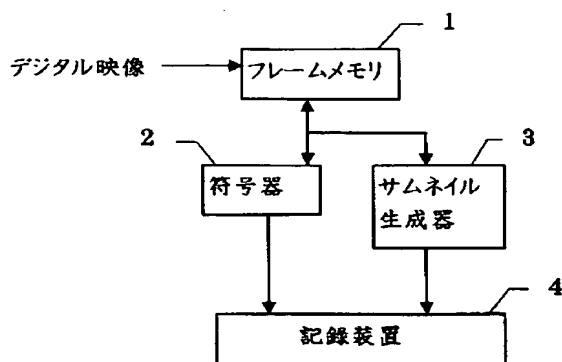 1
デジタル映像
フレームメモリ
2
3
符号器
サムネイル
生成器
4
記録装置